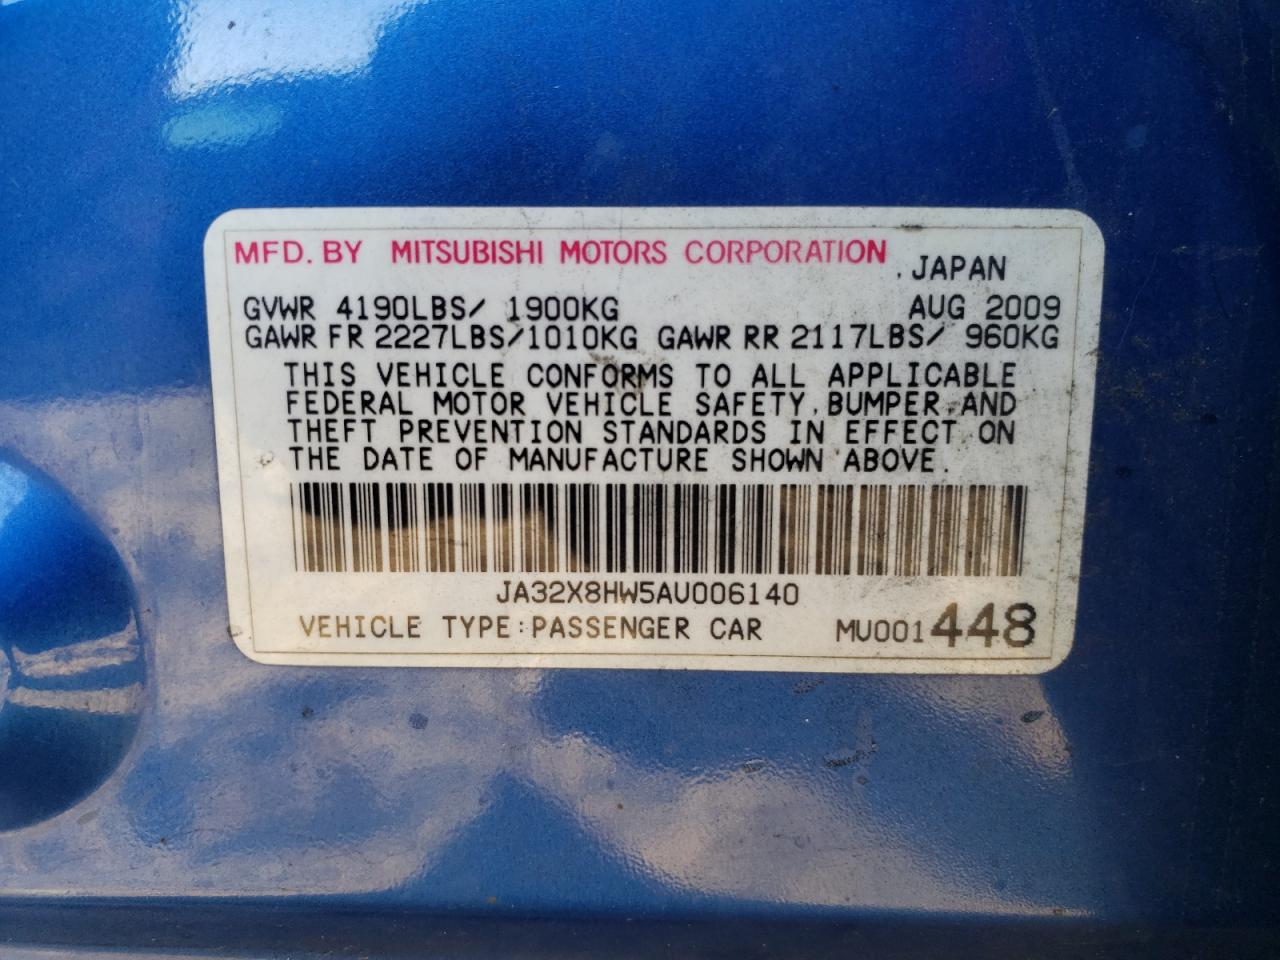 MFD. BY MITSUBISHI MOTORS CORPORATION
JAPAN
GVWR 4190LBS/ 1900KG AUG 2009
GAWR FR 2227LBS/1010KG GAWR RR 2117LBS/ 960KG
THIS VEHICLE CONFORMS TO ALL APPLICABLE
FEDERAL MOTOR VEHICLE SAFETY, BUMPER, AND
THEFT PREVENTION STANDARDS IN EFFECT ON
THE DATE OF MANUFACTURE SHOWN ABOVE.
JA32X8HW5AU006140
VEHICLE TYPE:PASSENGER CAR MU001448